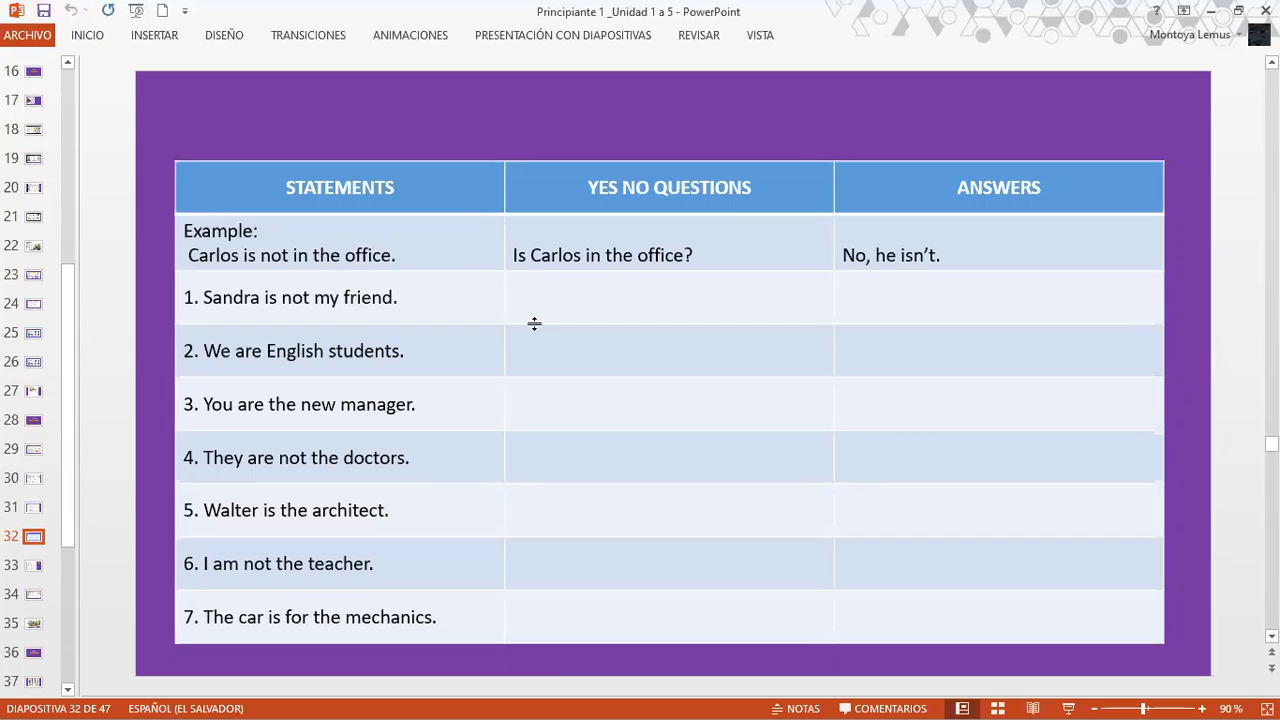 Principiante 1 _Unidad 1 a 5 - PowerPoint
?
ARCHIVO INICIO INSERTAR DISEÑO TRANSICIONES ANIMACIONES PRESENTACIÓN CON DIAPOSITIVAS REVISAR VISTA Montoya Lemus
16
17
18
19
20
21
22
23
24
25
26
27
28
29
30
31
32
33
34
35
36
37
STATEMENTS YES NO QUESTIONS ANSWERS
Example:
Carlos is not in the office. Is Carlos in the office? No, he isn’t.
1. Sandra is not my friend.
2. We are English students.
3. You are the new manager.
4. They are not the doctors.
5. Walter is the architect.
6. I am not the teacher.
7. The car is for the mechanics.
DIAPOSITIVA 32 DE 47 ESPAÑOL (EL SALVADOR) NOTAS COMENTARIOS 90 %